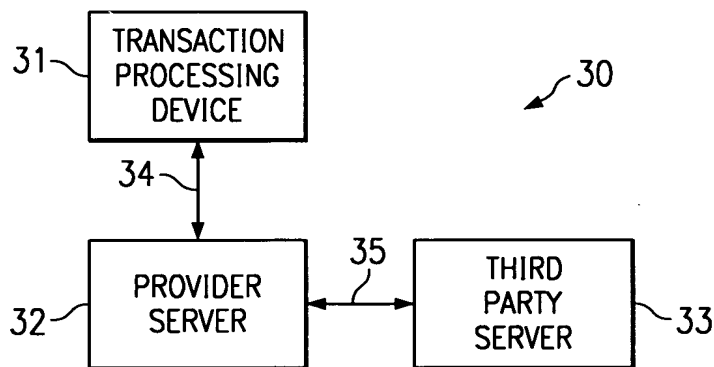 31
TRANSACTION
PROCESSING
DEVICE
30
34
32
PROVIDER
SERVER
35
THIRD
PARTY
SERVER
33